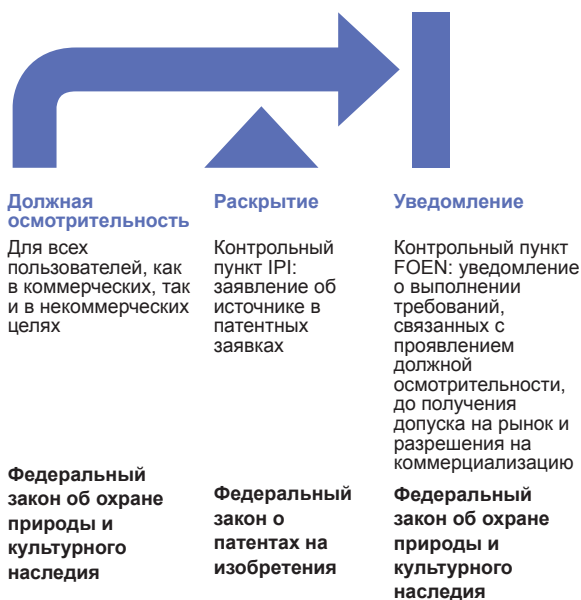 Должная
осмотрительность
Для всех
пользователей, как
в коммерческих, так
и в некоммерческих
целях
Федеральный
закон об охране
природы и
культурного
наследия
Раскрытие
Контрольный
пункт IPI:
заявление об
источнике в
патентных
заявках
Федеральный
закон о
патентах на
изобретения
Уведомление
Контрольный пункт
FOEN: уведомление
о выполнении
требований,
связанных с
проявлением
должной
осмотрительности,
до получения
допуска на рынок и
разрешения на
коммерциализацию
Федеральный
закон об охране
природы и
культурного
наследия